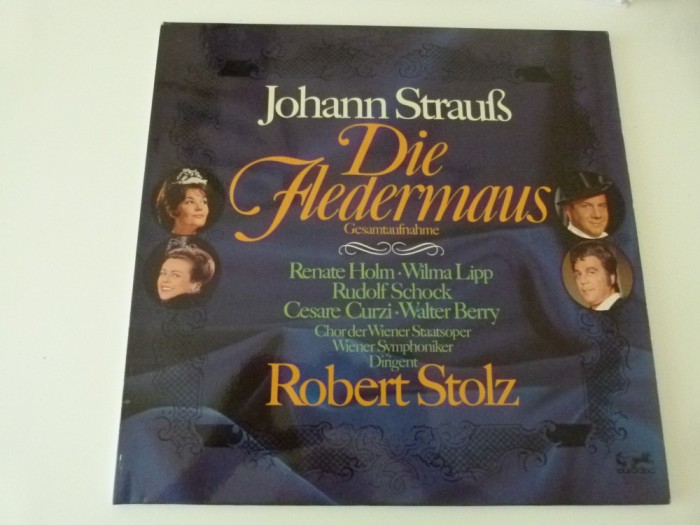 Johann Strauß
Die
Fledermaus
Gesamtaufnahme
Renate Holm · Wilma Lipp
Rudolf Schock
Cesare Curzi · Walter Berry
Chor der Wiener Staatsoper
Wiener Symphoniker
Dirigent
Robert Stolz